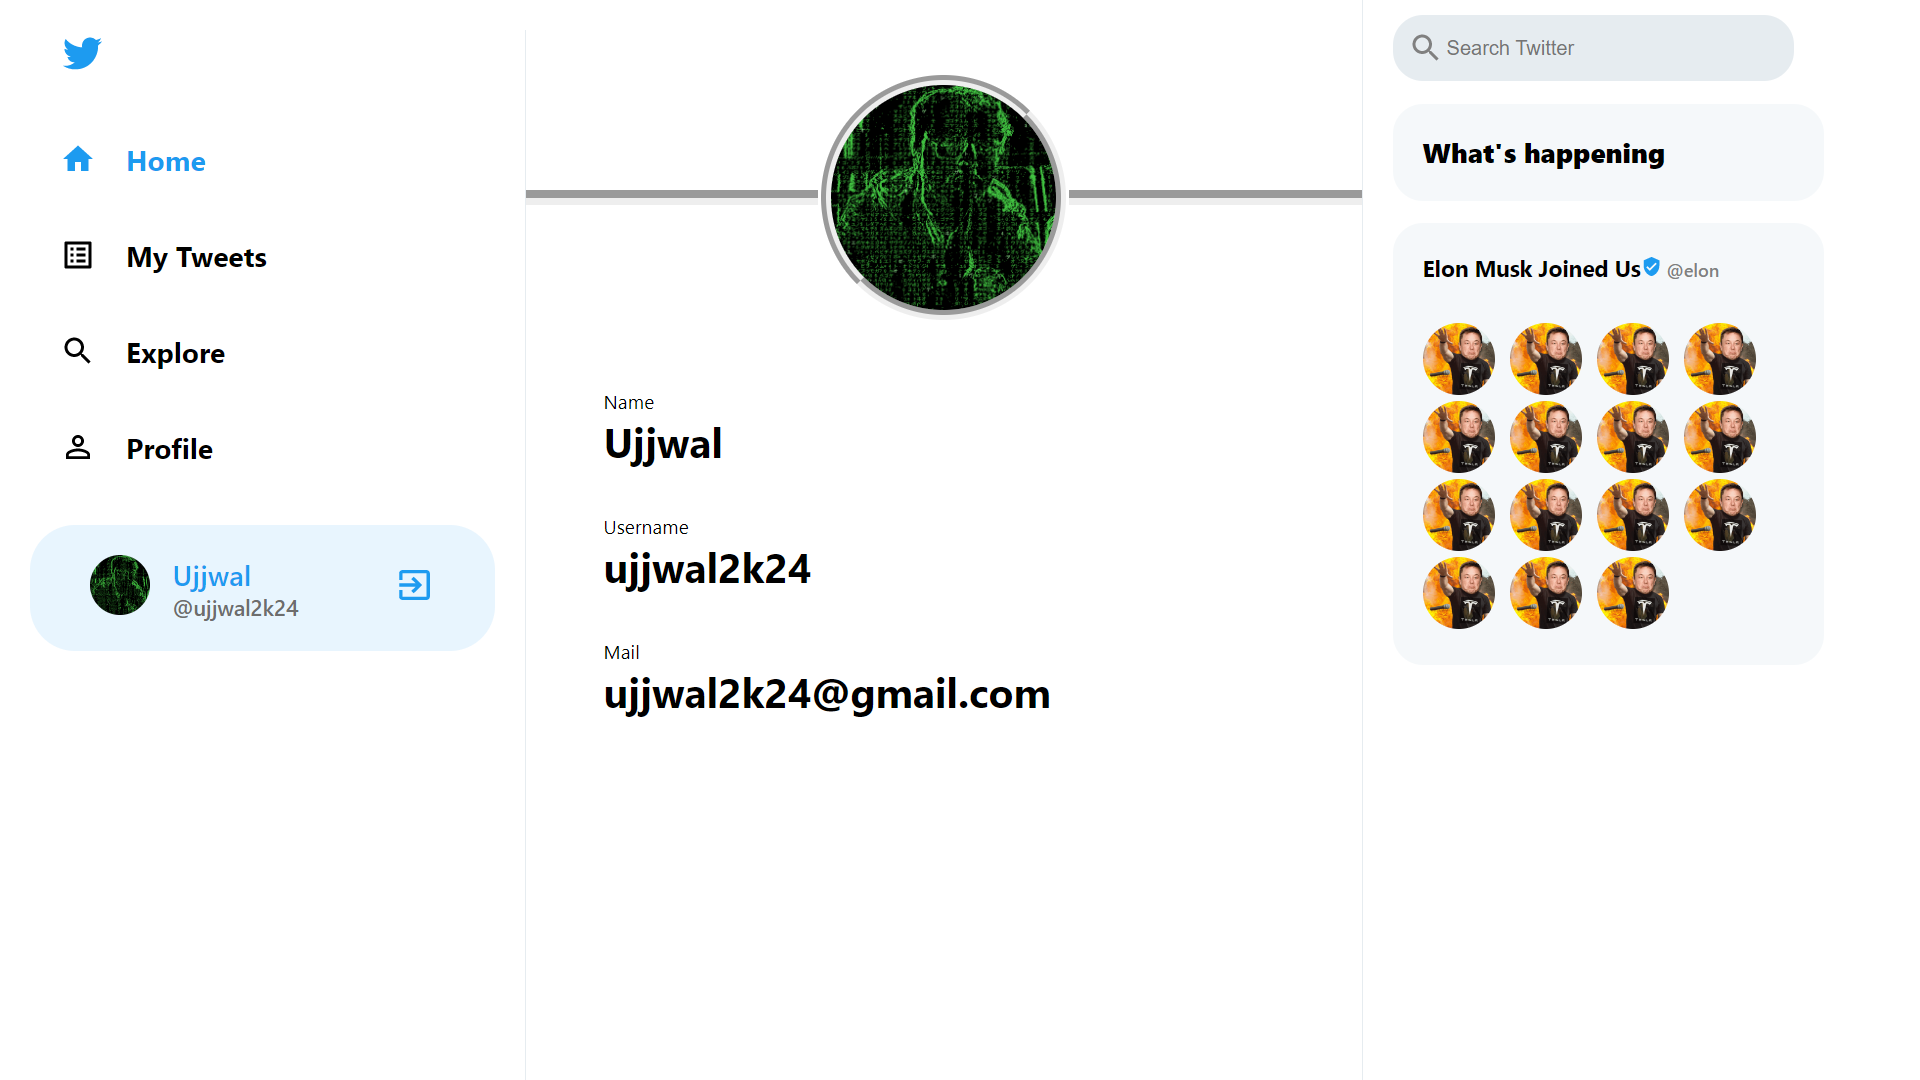 Home
My Tweets
Explore
Profile
Ujjwal
@ujjwal2k24
Name
Ujjwal
Username
ujjwal2k24
Mail
ujjwal2k24@gmail.com
Search Twitter
What's happening
Elon Musk Joined Us @elon